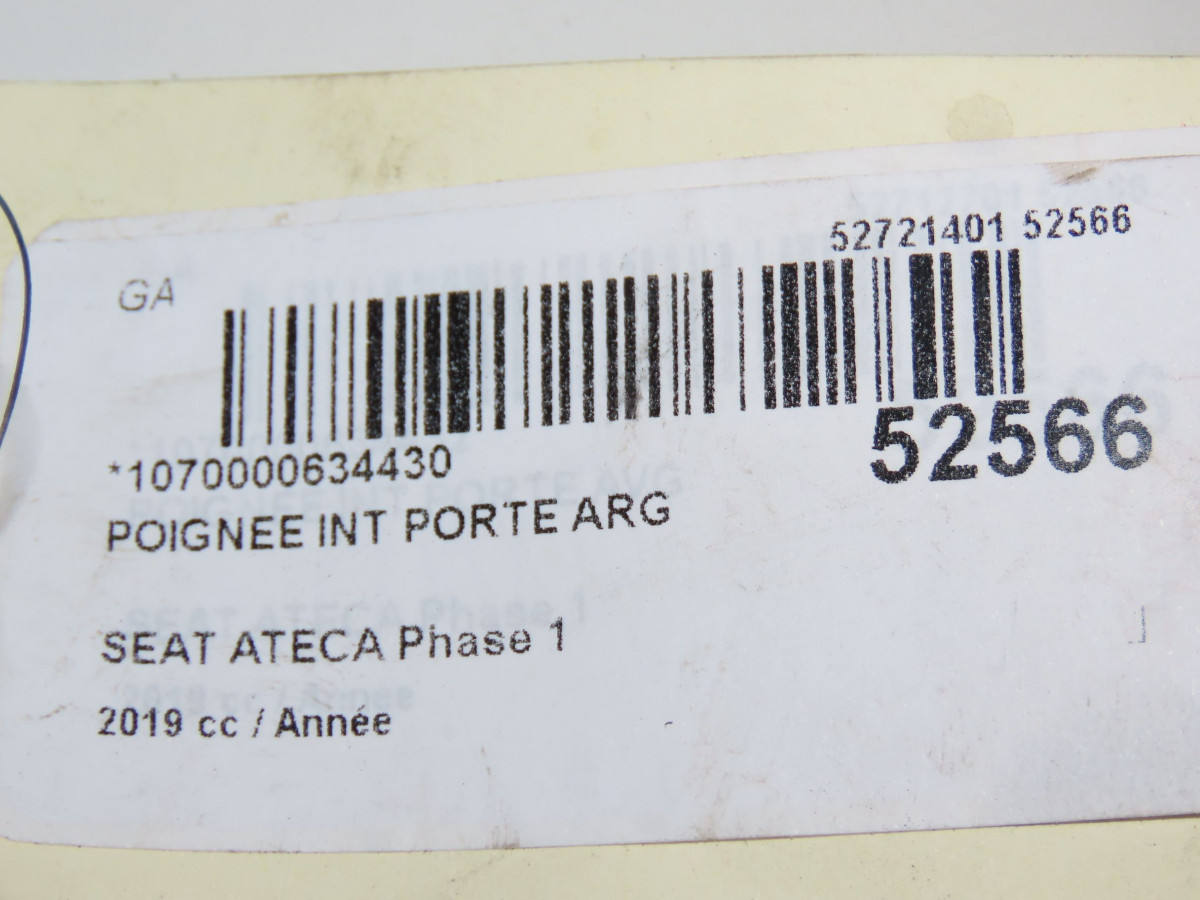 52721401 52566
GA
52566
*1070000634430
POIGNEE INT PORTE ARG
SEAT ATECA Phase 1
2019 cc / Année